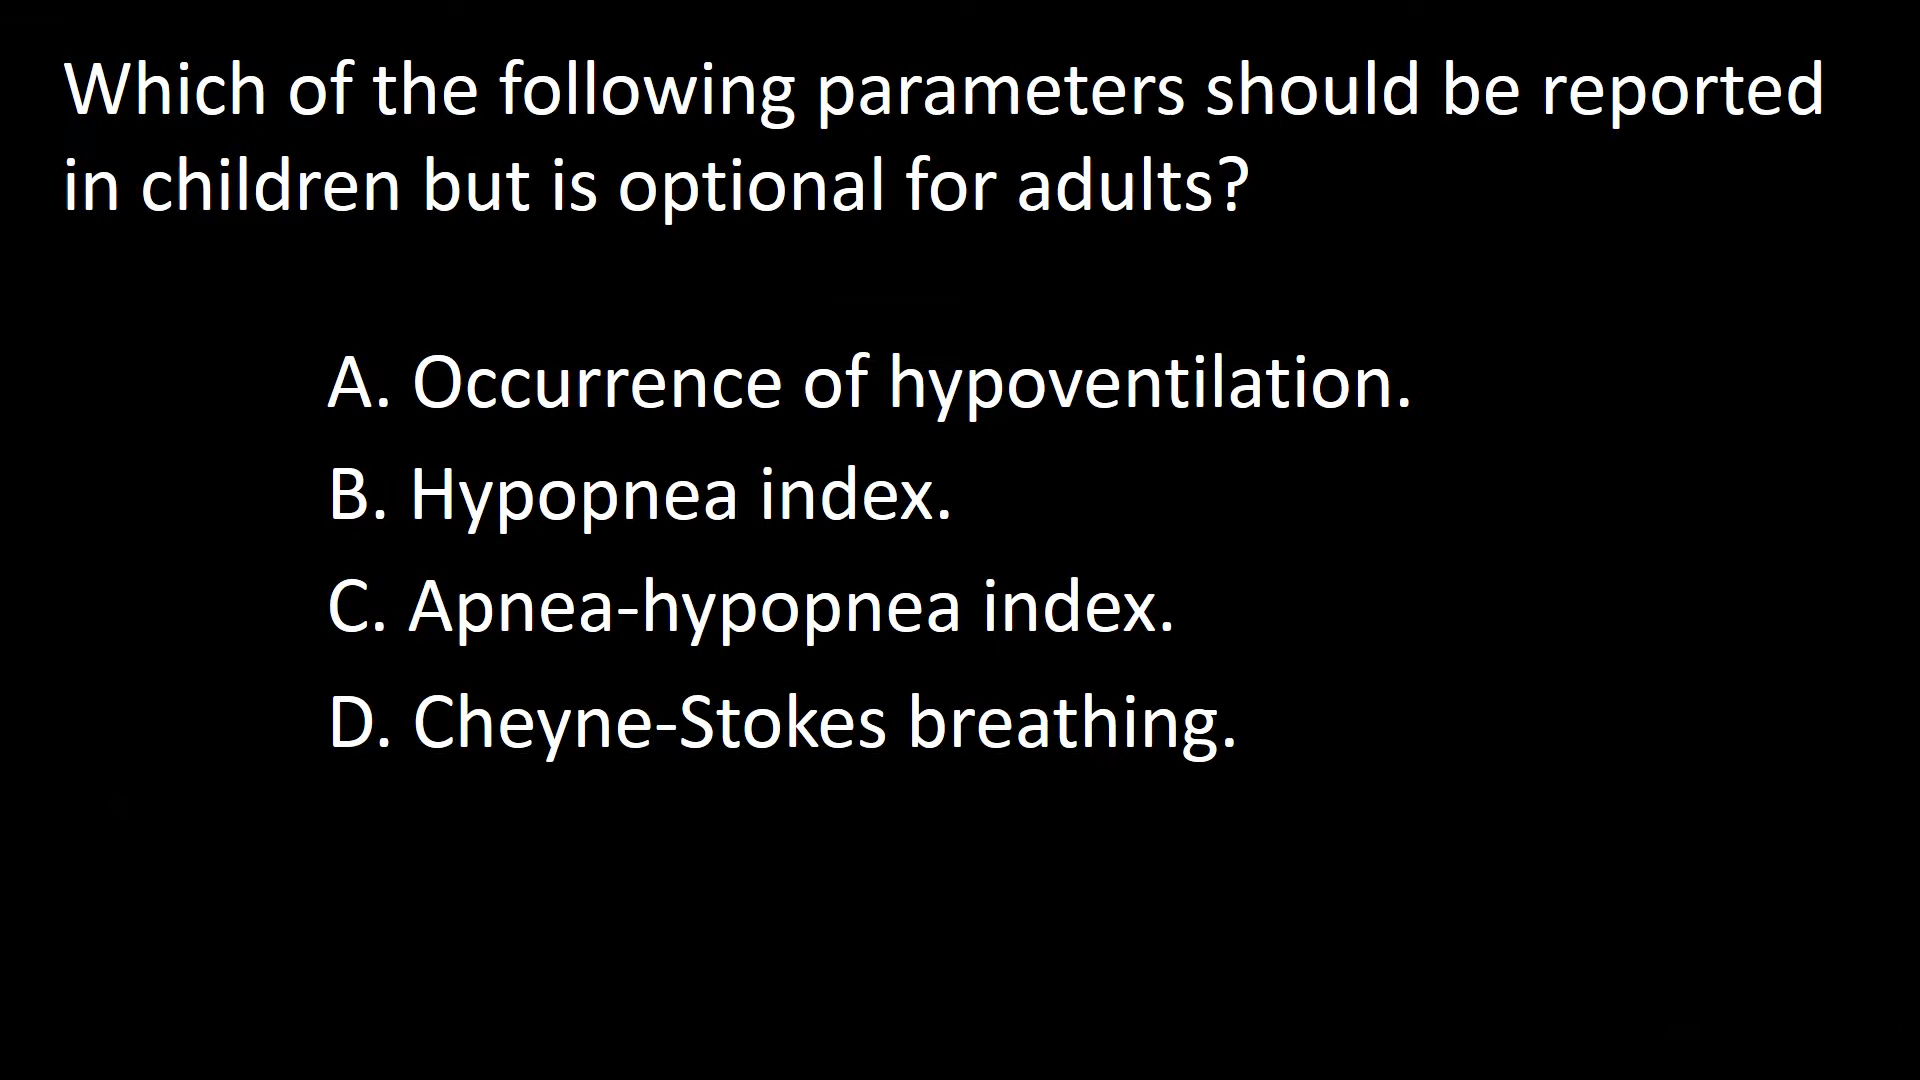 Which of the following parameters should be reported
in children but is optional for adults?
A. Occurrence of hypoventilation.
B. Hypopnea index.
C. Apnea-hypopnea index.
D. Cheyne-Stokes breathing.